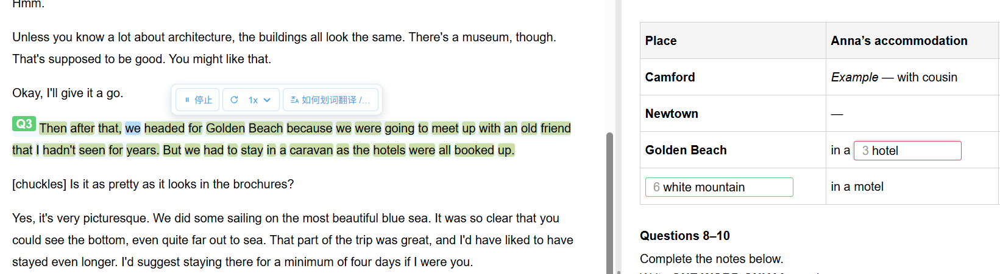 Hmm.
Unless you know a lot about architecture, the buildings all look the same. There's a museum, though.
That's supposed to be good. You might like that.
Okay, I'll give it a go.
停止
1x
如何划词翻译 /...
Q3 Then after that, we headed for Golden Beach because we were going to meet up with an old friend
that I hadn't seen for years. But we had to stay in a caravan as the hotels were all booked up.
[chuckles] Is it as pretty as it looks in the brochures?
Yes, it's very picturesque. We did some sailing on the most beautiful blue sea. It was so clear that you
could see the bottom, even quite far out to sea. That part of the trip was great, and I'd have liked to have
stayed even longer. I'd suggest staying there for a minimum of four days if I were you.
Place Anna’s accommodation
Camford Example — with cousin
Newtown —
Golden Beach in a 3 hotel
6 white mountain in a motel
Questions 8–10
Complete the notes below.